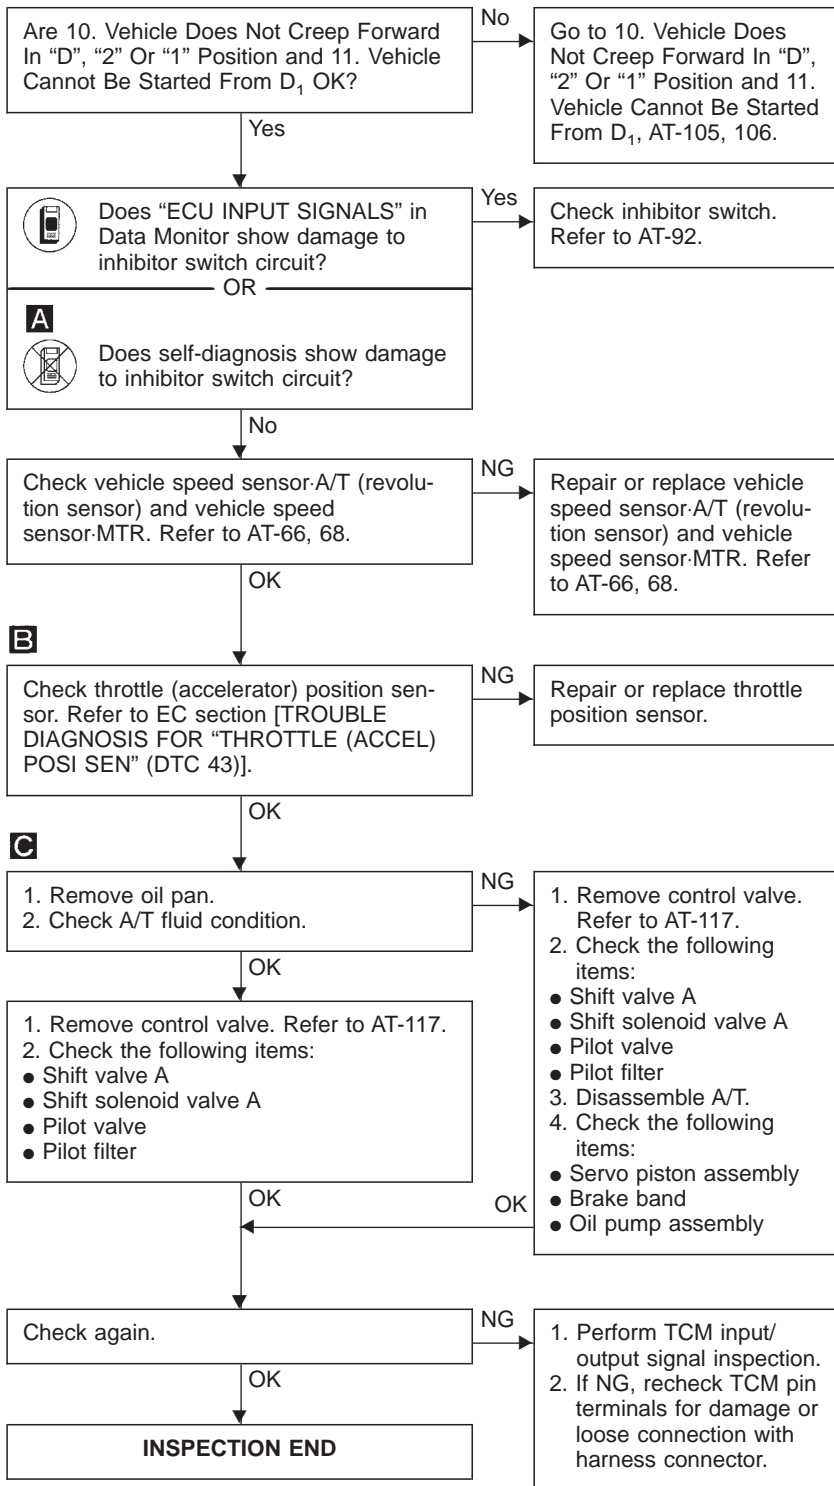 Are 10. Vehicle Does Not Creep Forward
In “D”, “2” Or “1” Position and 11. Vehicle
Cannot Be Started From D1 OK?
No
Go to 10. Vehicle Does
Not Creep Forward In “D”,
“2” Or “1” Position and 11.
Vehicle Cannot Be Started
From D1, AT-105, 106.
Yes
Does “ECU INPUT SIGNALS” in
Data Monitor show damage to
inhibitor switch circuit?
Yes
Check inhibitor switch.
Refer to AT-92.
OR
A
Does self-diagnosis show damage
to inhibitor switch circuit?
No
Check vehicle speed sensor·A/T (revolu-
tion sensor) and vehicle speed
sensor·MTR. Refer to AT-66, 68.
NG
Repair or replace vehicle
speed sensor·A/T (revolu-
tion sensor) and vehicle
speed sensor·MTR. Refer
to AT-66, 68.
OK
B
Check throttle (accelerator) position sen-
sor. Refer to EC section [TROUBLE
DIAGNOSIS FOR “THROTTLE (ACCEL)
POSI SEN” (DTC 43)].
NG
Repair or replace throttle
position sensor.
OK
C
1. Remove oil pan.
2. Check A/T fluid condition.
NG
1. Remove control valve.
Refer to AT-117.
2. Check the following
items:
● Shift valve A
● Shift solenoid valve A
● Pilot valve
● Pilot filter
3. Disassemble A/T.
4. Check the following
items:
● Servo piston assembly
● Brake band
● Oil pump assembly
OK
1. Remove control valve. Refer to AT-117.
2. Check the following items:
● Shift valve A
● Shift solenoid valve A
● Pilot valve
● Pilot filter
OK
OK
Check again.
NG
1. Perform TCM input/
output signal inspection.
2. If NG, recheck TCM pin
terminals for damage or
loose connection with
harness connector.
OK
INSPECTION END